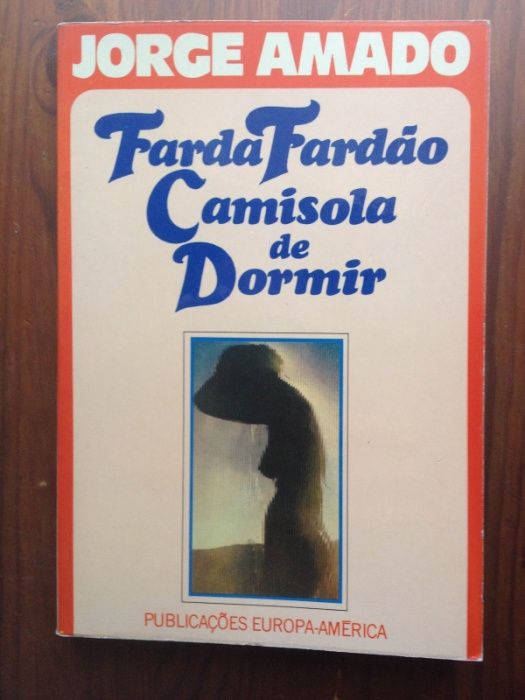 JORGE AMADO
Farda Fardão
Camisola
de
Dormir
PUBLICAÇÕES EUROPA-AMÉRICA